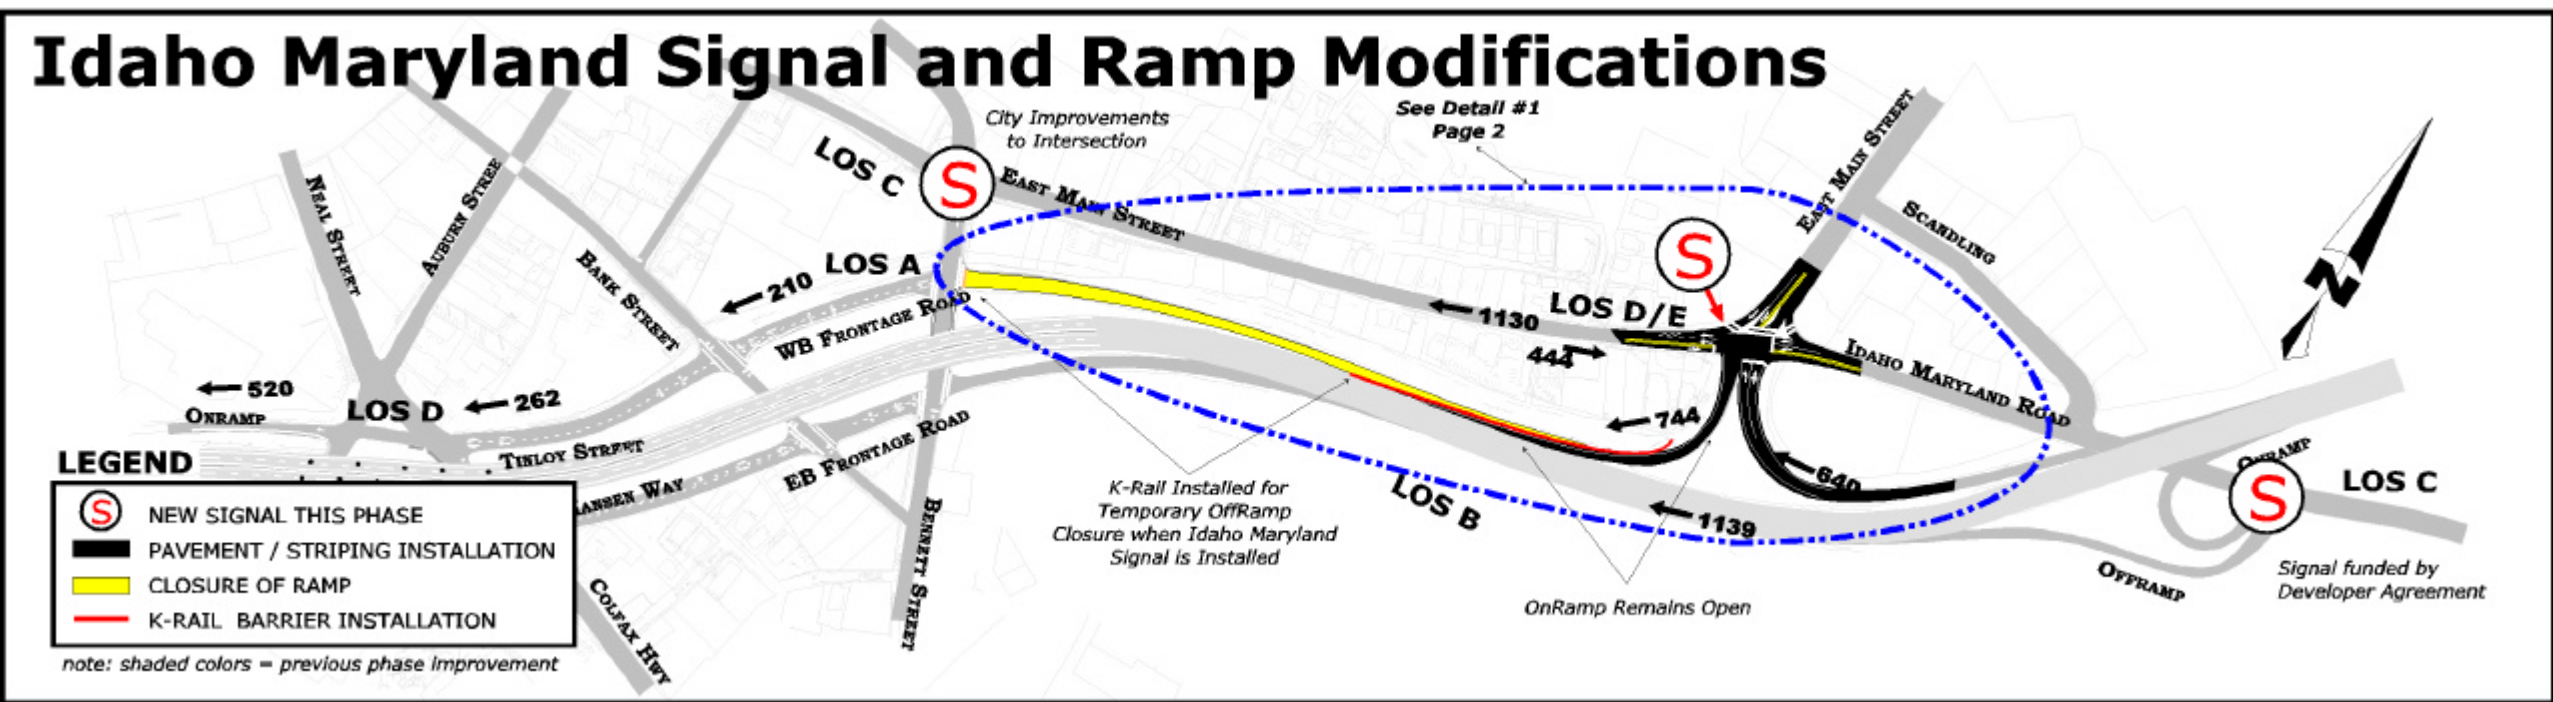 Idaho Maryland Signal and Ramp Modifications
City Improvements
to Intersection
See Detail #1
Page 2
LOS C
S
EAST MAIN STREET
EAST MAIN STREET
SCANDLING
NEAL STREET
AUBURN STREE
BANK STREET
LOS A
210
WB FRONTAGE ROAD
1130
444
LOS D/E
S
IDAHO MARYLAND ROAD
N
520
ONRAMP
LOS D
262
TINLOY STREET
744
640
1139
LOS B
EB FRONTAGE ROAD
HANSEN WAY
BENNETT STREET
COLFAX HWY
K-Rail Installed for
Temporary OffRamp
Closure when Idaho Maryland
Signal is Installed
OnRamp Remains Open
ONRAMP
S
LOS C
OFFRAMP
Signal funded by
Developer Agreement
LEGEND
S NEW SIGNAL THIS PHASE
PAVEMENT / STRIPING INSTALLATION
CLOSURE OF RAMP
K-RAIL BARRIER INSTALLATION
note: shaded colors = previous phase improvement